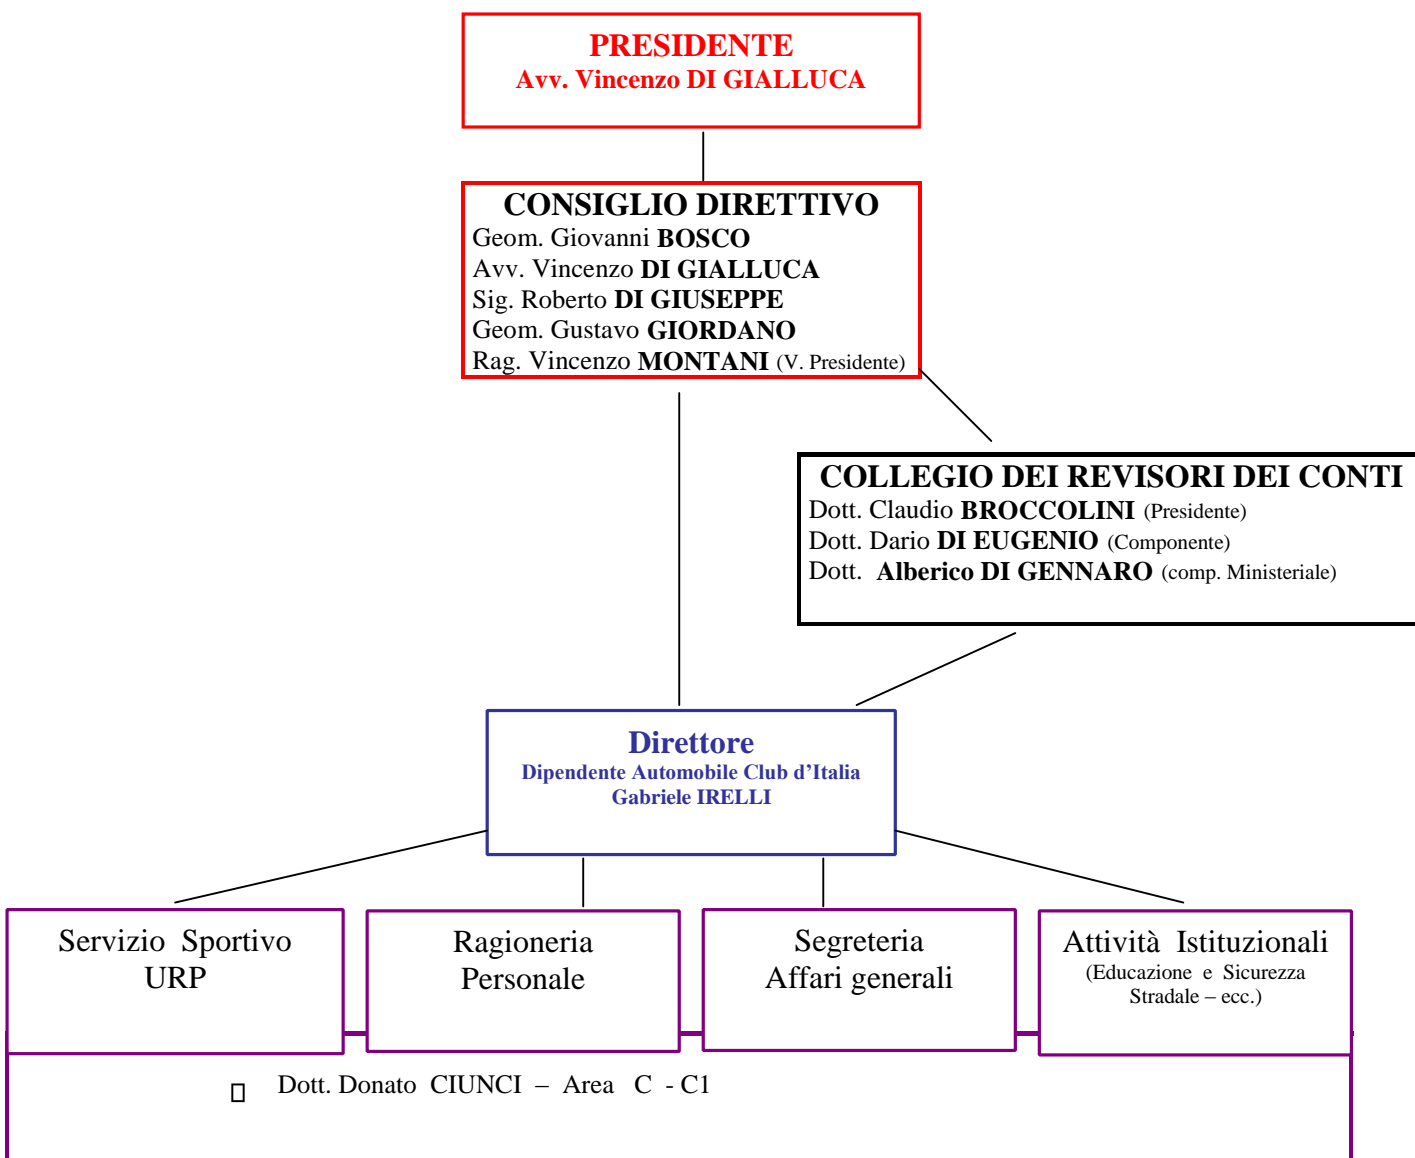 PRESIDENTE
Avv. Vincenzo DI GIALLUCA
CONSIGLIO DIRETTIVO
Geom. Giovanni BOSCO
Avv. Vincenzo DI GIALLUCA
Sig. Roberto DI GIUSEPPE
Geom. Gustavo GIORDANO
Rag. Vincenzo MONTANI (V. Presidente)
COLLEGIO DEI REVISORI DEI CONTI
Dott. Claudio BROCCOLINI (Presidente)
Dott. Dario DI EUGENIO (Componente)
Dott. Alberico DI GENNARO (comp. Ministeriale)
Direttore
Dipendente Automobile Club d’Italia
Gabriele IRELLI
Servizio Sportivo
URP
Ragioneria
Personale
Segreteria
Affari generali
Attività Istituzionali
(Educazione e Sicurezza
Stradale – ecc.)
Dott. Donato CIUNCI – Area C - C1